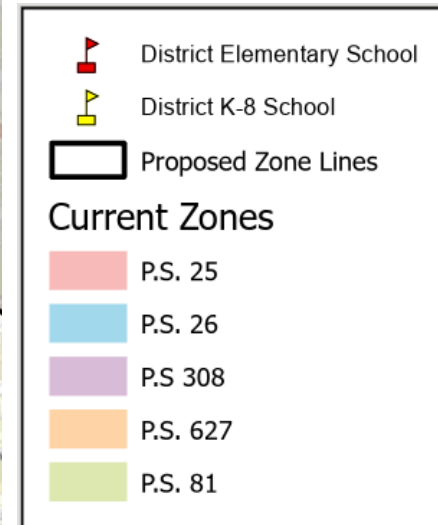 District Elementary School
District K-8 School
Proposed Zone Lines
Current Zones
P.S. 25
P.S. 26
P.S 308
P.S. 627
P.S. 81